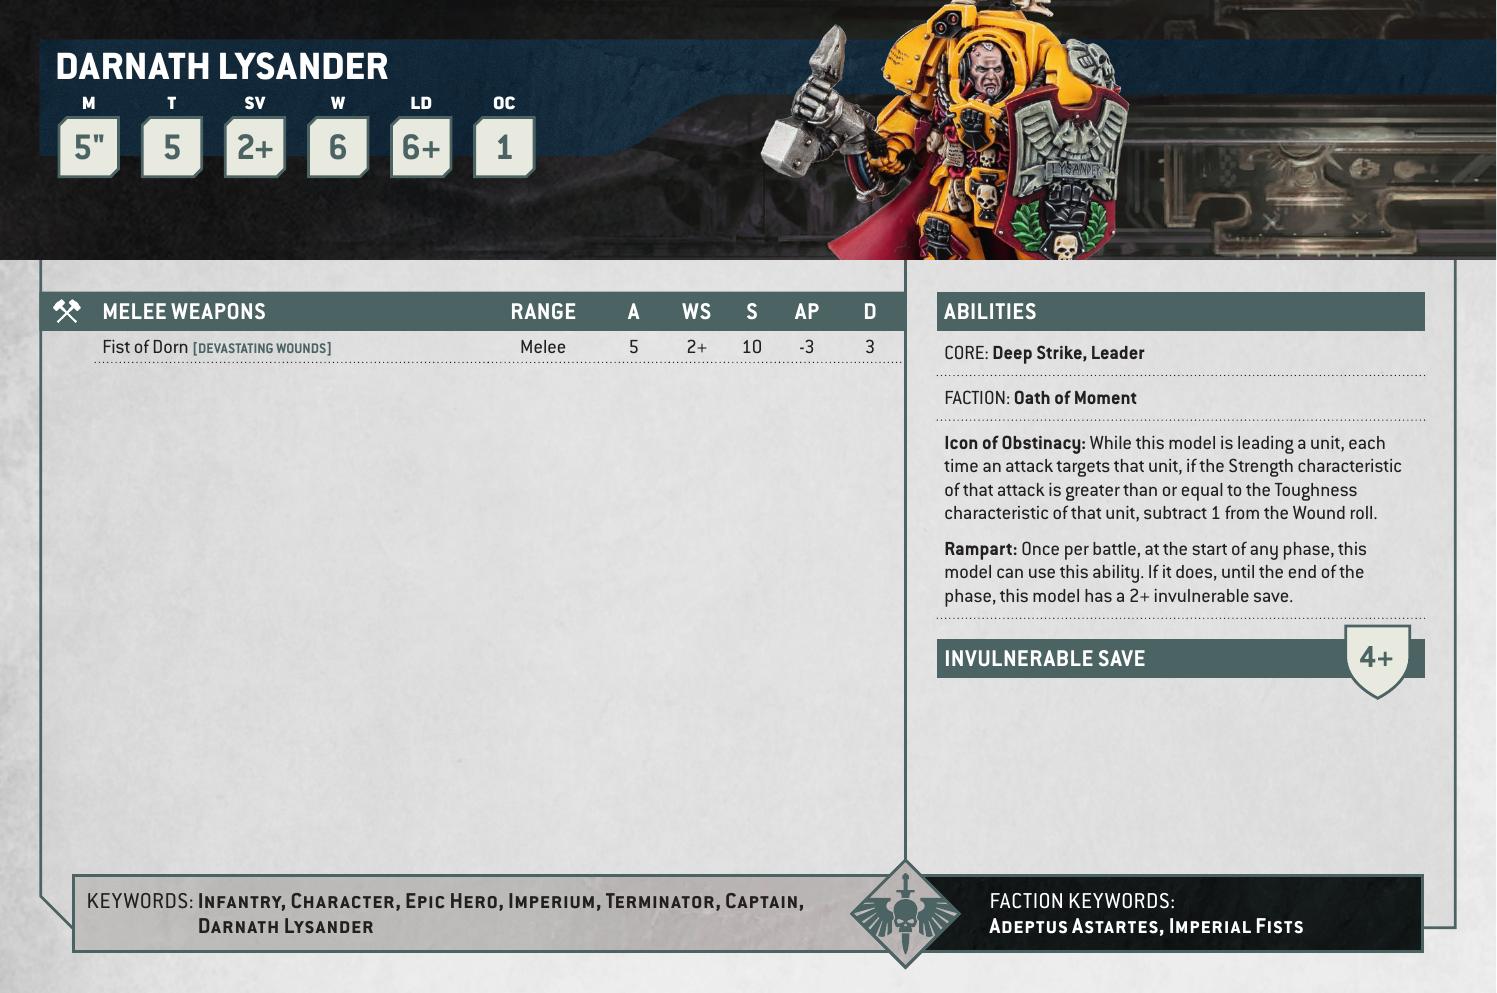 DARNATH LYSANDER
M T SV W LD OC
5" 5 2+ 6 6+ 1
LYSANDER
MELEE WEAPONS RANGE A WS S AP D
Fist of Dorn [DEVASTATING WOUNDS] Melee 5 2+ 10 -3 3
ABILITIES
CORE: Deep Strike, Leader
FACTION: Oath of Moment
Icon of Obstinacy: While this model is leading a unit, each
time an attack targets that unit, if the Strength characteristic
of that attack is greater than or equal to the Toughness
characteristic of that unit, subtract 1 from the Wound roll.
Rampart: Once per battle, at the start of any phase, this
model can use this ability. If it does, until the end of the
phase, this model has a 2+ invulnerable save.
INVULNERABLE SAVE 4+
KEYWORDS: Infantry, Character, Epic Hero, Imperium, Terminator, Captain,
Darnath Lysander
FACTION KEYWORDS:
Adeptus Astartes, Imperial Fists